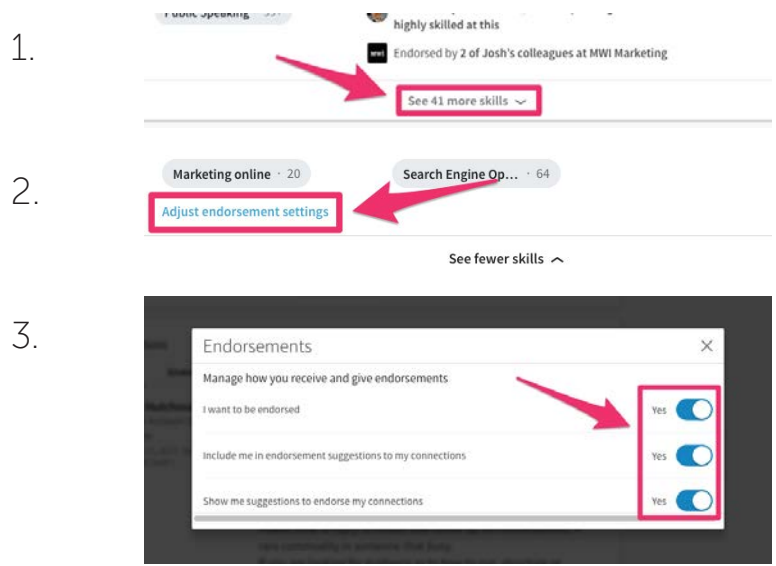 1.
Public Speaking
highly skilled at this
Endorsed by 2 of Josh's colleagues at MWI Marketing
See 41 more skills
2.
Marketing online · 20
Search Engine Op... · 64
Adjust endorsement settings
See fewer skills
3.
Endorsements
Manage how you receive and give endorsements
I want to be endorsed
Yes
Include me in endorsement suggestions to my connections
Yes
Show me suggestions to endorse my connections
Yes